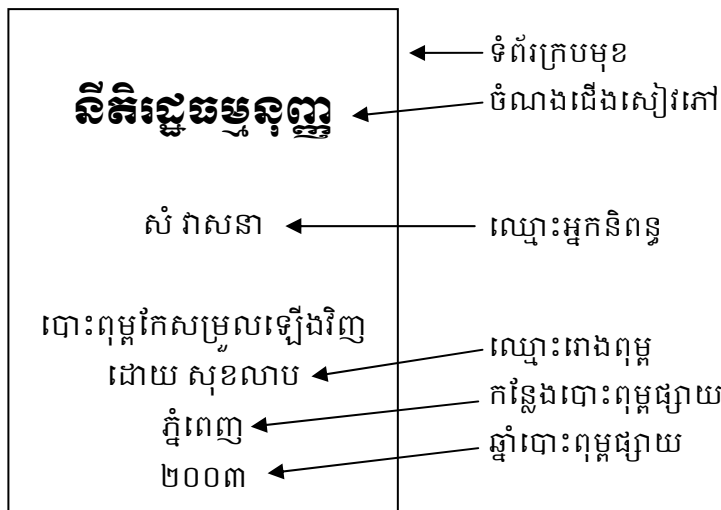 ទំព័រក្របមុខ
នីតិរដ្ឋធម្មនុញ្ញ
ចំណងជើងសៀវភៅ
សំ វាសនា
ឈ្មោះអ្នកនិពន្ធ
បោះពុម្ពកែសម្រួលឡើងវិញ
ដោយ សុខលាប
ឈ្មោះរោងពុម្ព
ភ្នំពេញ
កន្លែងបោះពុម្ពផ្សាយ
២០០៣
ឆ្នាំបោះពុម្ពផ្សាយ